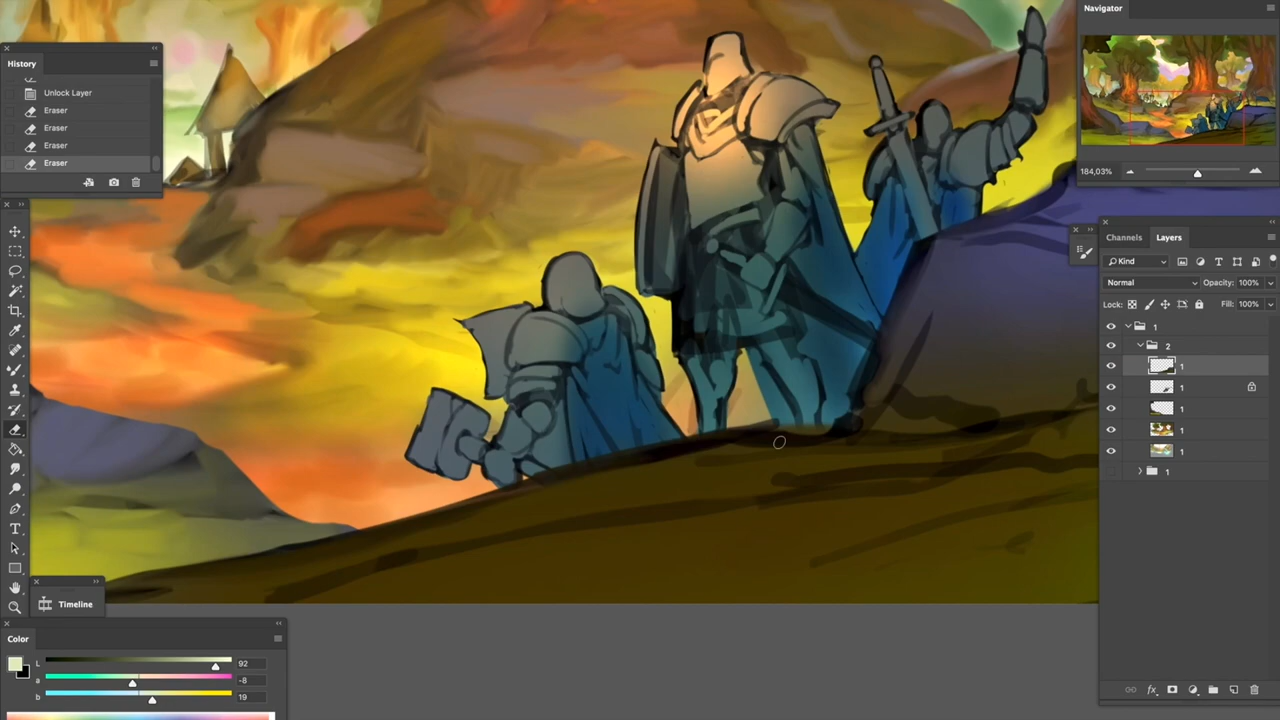 History
Unlock Layer
Eraser
Eraser
Eraser
Eraser
Timeline
Color
L 92
a -8
b 19
Navigator
184,03%
Channels Layers
Kind
Normal Opacity: 100%
Lock: Fill: 100%
1
2
1
1
1
1
1
1